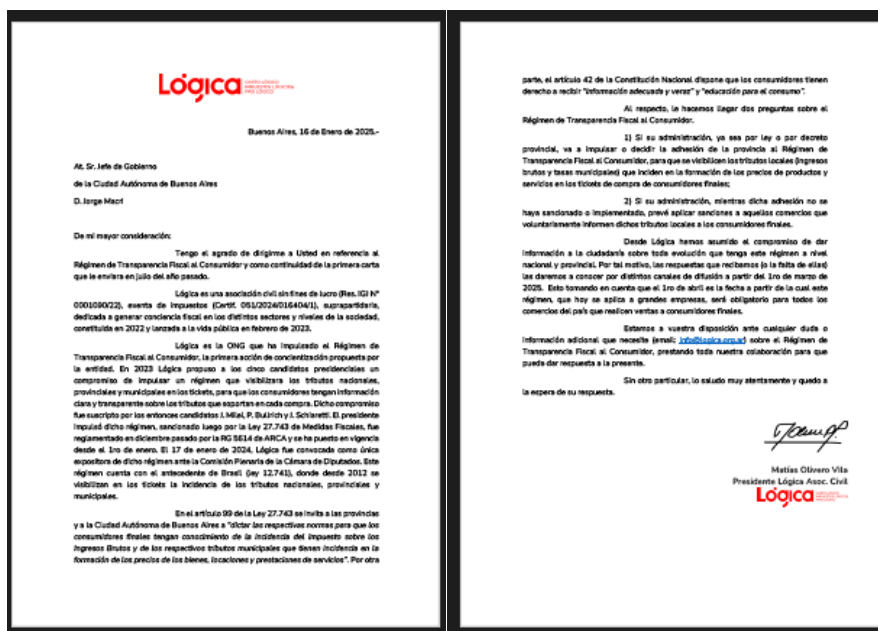 Lógica
Buenos Aires, 16 de Enero de 2025.-
At. Sr. Jefe de Gobierno
de la Ciudad Autónoma de Buenos Aires
D. Jorge Macri
De mi mayor consideración:
Tengo el agrado de dirigirme a Usted en referencia al
Régimen de Transparencia Fiscal al Consumidor y como continuidad de la primera carta
que le enviara en julio del año pasado.
Lógica es una asociación civil sin fines de lucro (Res. IGJ N°
0001090/22), exenta de impuestos (Certif. 051/2024/016404/1), suprapartidaria,
dedicada a generar conciencia fiscal en los distintos sectores y niveles de la sociedad,
constituida en 2022 y lanzada a la vida pública en febrero de 2023.
Lógica es la ONG que ha impulsado el Régimen de
Transparencia Fiscal al Consumidor, la primera acción de concientización propuesta por
la entidad. En 2023 Lógica propuso a los cinco candidatos presidenciales un
compromiso de impulsar un régimen que visibilizara los tributos nacionales,
provinciales y municipales en los tickets, para que los consumidores tengan información
clara y transparente sobre los tributos que soportan en cada compra. Dicho compromiso
fue suscripto por los entonces candidatos J. Milei, P. Bullrich y J. Schiaretti. El presidente
impulsó dicho régimen, sancionado luego por la Ley 27.743 de Medidas Fiscales, fue
reglamentado en diciembre pasado por la RG 5614 de ARCA y se ha puesto en vigencia
desde el 1ro de enero. El 17 de enero de 2024, Lógica fue convocada como única
expositora de dicho régimen ante la Comisión Plenaria de la Cámara de Diputados. Este
régimen cuenta con el antecedente de Brasil (ley 12.741), donde desde 2012 se
visibilizan en los tickets la incidencia de los tributos nacionales, provinciales y
municipales.
En el artículo 99 de la Ley 27.743 se invita a las provincias
y a la Ciudad Autónoma de Buenos Aires a "dictar las respectivas normas para que los
consumidores finales tengan conocimiento de la incidencia del impuesto sobre los
Ingresos Brutos y de los respectivos tributos municipales que tienen incidencia en la
formación de los precios de los bienes, locaciones y prestaciones de servicios". Por otra
parte, el artículo 42 de la Constitución Nacional dispone que los consumidores tienen
derecho a recibir "información adecuada y veraz" y "educación para el consumo".
Al respecto, le hacemos llegar dos preguntas sobre el
Régimen de Transparencia Fiscal al Consumidor.
1) Si su administración, ya sea por ley o por decreto
provincial, va a impulsar o decidir la adhesión de la provincia al Régimen de
Transparencia Fiscal al Consumidor, para que se visibilicen los tributos locales (ingresos
brutos y tasas municipales) que inciden en la formación de los precios de productos y
servicios en los tickets de compra de consumidores finales;
2) Si su administración, mientras dicha adhesión no se
haya sancionado o implementado, prevé aplicar sanciones a aquellos comercios que
voluntariamente informen dichos tributos locales a los consumidores finales.
Desde Lógica hemos asumido el compromiso de dar
información a la ciudadanía sobre toda evolución que tenga este régimen a nivel
nacional y provincial. Por tal motivo, las respuestas que recibamos (o la falta de ellas)
las daremos a conocer por distintos canales de difusión a partir del 1ro de marzo de
2025. Esto tomando en cuenta que el 1ro de abril es la fecha a partir de la cual este
régimen, que hoy se aplica a grandes empresas, será obligatorio para todos los
comercios del país que realicen ventas a consumidores finales.
Estamos a vuestra disposición ante cualquier duda o
información adicional que necesite (email: info@logica.org.ar) sobre el Régimen de
Transparencia Fiscal al Consumidor, prestando toda nuestra colaboración para que
pueda dar respuesta a la presente.
Sin otro particular, lo saludo muy atentamente y quedo a
la espera de su respuesta.
Matías Olivero Vila
Presidente Lógica Asoc. Civil
Lógica